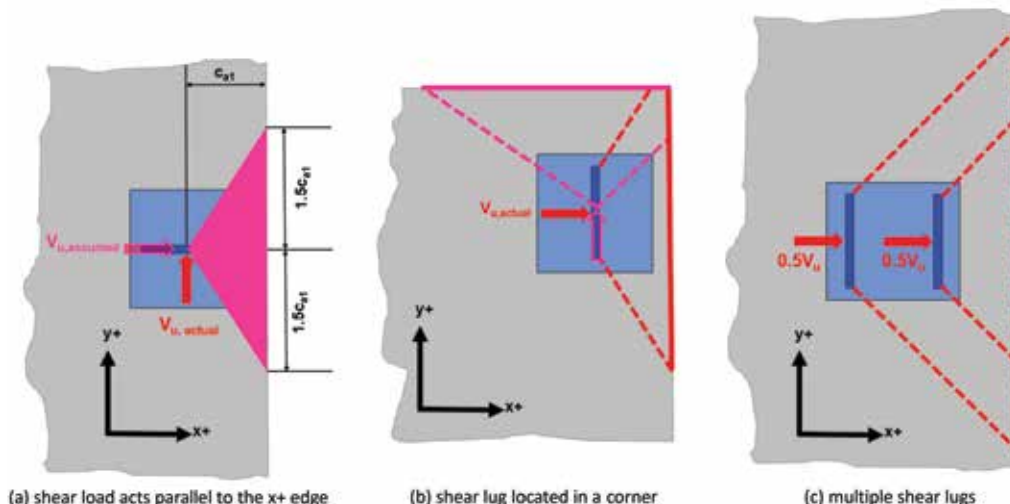 c_a1
1.5c_a1
1.5c_a1
V_u,assumed
V_u, actual
y+
x+
(a) shear load acts parallel to the x+ edge
V_u,actual
y+
x+
(b) shear lug located in a corner
0.5V_u
0.5V_u
y+
x+
(c) multiple shear lugs